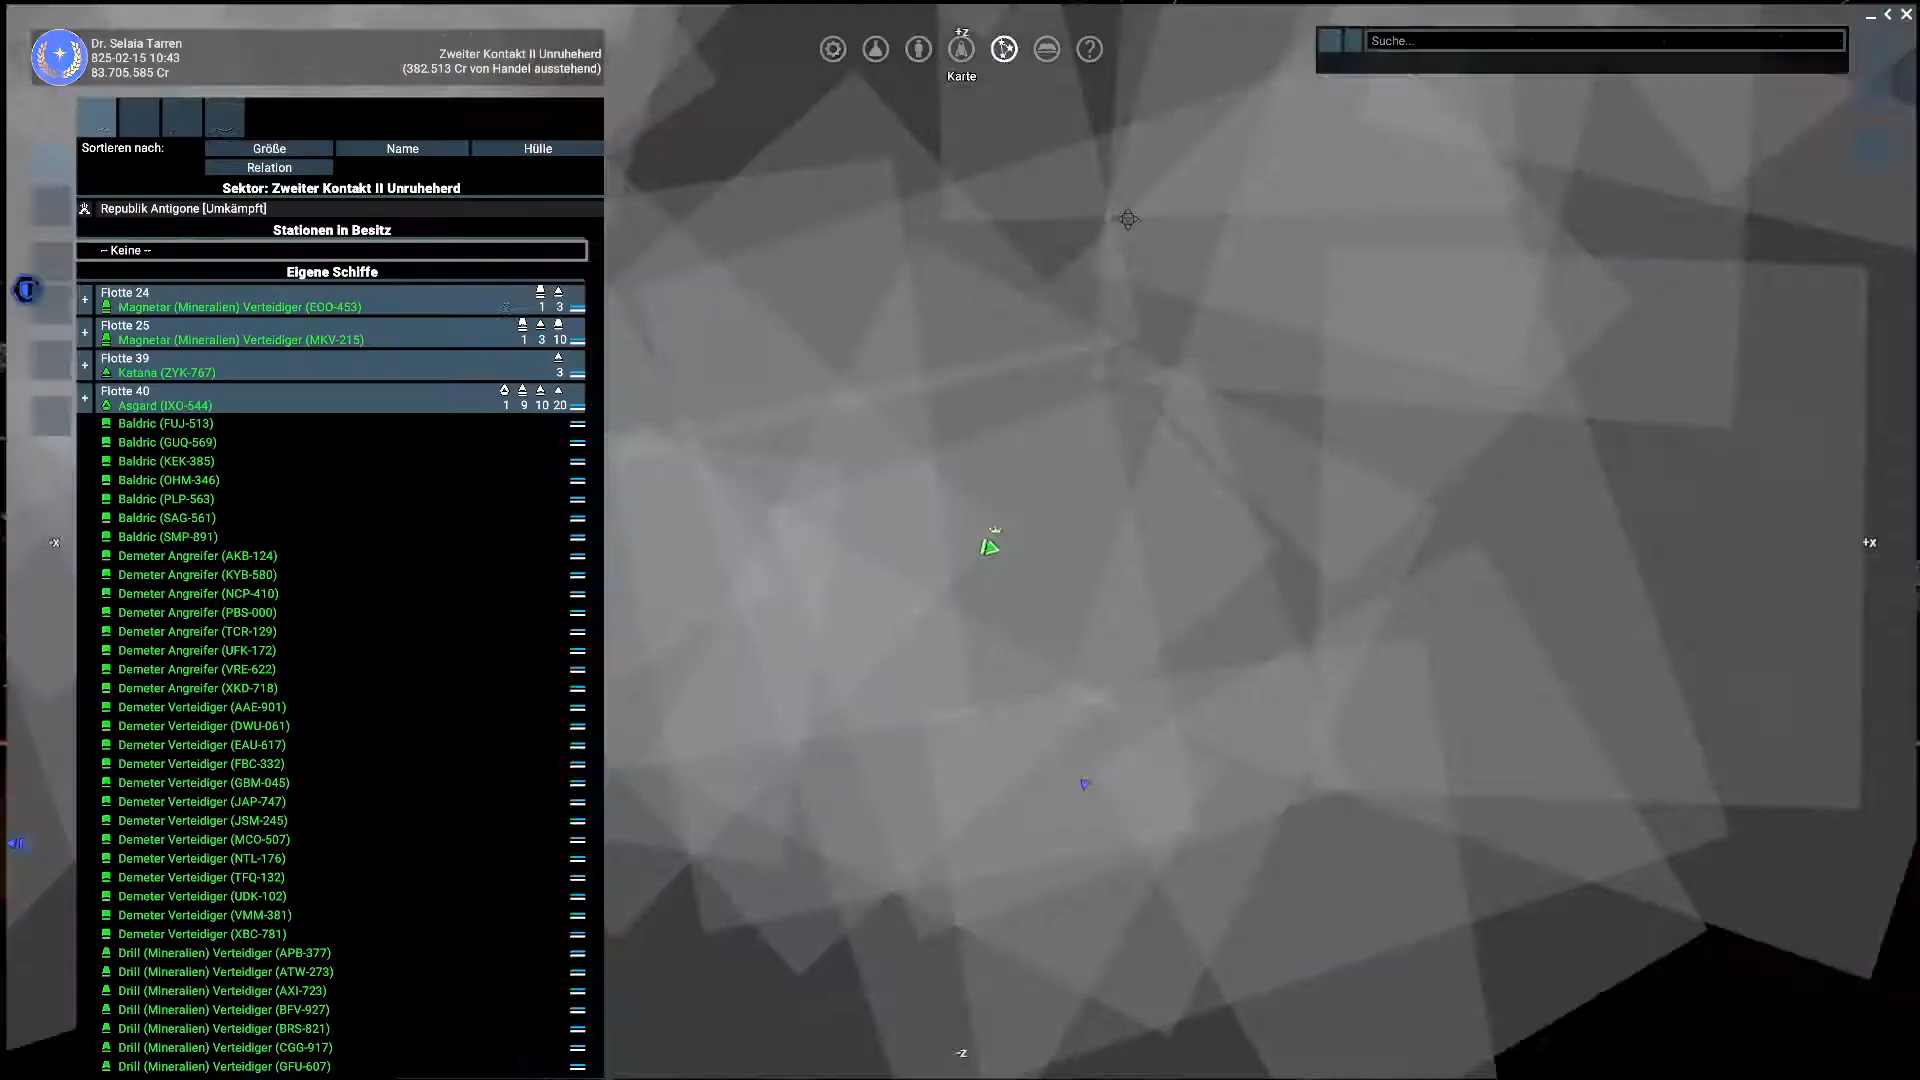 Dr. Selaia Tarren
825-02-15 10:43
83.705.585 Cr
Zweiter Kontakt II Unruheherd
(382.513 Cr von Handel ausstehend)
+Z
Karte
Suche...
Sortieren nach:
Größe
Name
Hülle
Relation
Sektor: Zweiter Kontakt II Unruheherd
Republik Antigone [Umkämpft]
Stationen in Besitz
-- Keine --
Eigene Schiffe
+ Flotte 24
Magnetar (Mineralien) Verteidiger (EOO-453) 1 3
+ Flotte 25
Magnetar (Mineralien) Verteidiger (MKV-215) 1 3 10
+ Flotte 39
Katana (ZYK-767) 3
+ Flotte 40
Asgard (IXO-544) 1 9 10 20
Baldric (FUJ-513)
Baldric (GUQ-569)
Baldric (KEK-385)
Baldric (OHM-346)
Baldric (PLP-563)
Baldric (SAG-561)
Baldric (SMP-891)
Demeter Angreifer (AKB-124)
Demeter Angreifer (KYB-580)
Demeter Angreifer (NCP-410)
Demeter Angreifer (PBS-000)
Demeter Angreifer (TCR-129)
Demeter Angreifer (UFK-172)
Demeter Angreifer (VRE-622)
Demeter Angreifer (XKD-718)
Demeter Verteidiger (AAE-901)
Demeter Verteidiger (DWU-061)
Demeter Verteidiger (EAU-617)
Demeter Verteidiger (FBC-332)
Demeter Verteidiger (GBM-045)
Demeter Verteidiger (JAP-747)
Demeter Verteidiger (JSM-245)
Demeter Verteidiger (MCO-507)
Demeter Verteidiger (NTL-176)
Demeter Verteidiger (TFQ-132)
Demeter Verteidiger (UDK-102)
Demeter Verteidiger (VMM-381)
Demeter Verteidiger (XBC-781)
Drill (Mineralien) Verteidiger (APB-377)
Drill (Mineralien) Verteidiger (ATW-273)
Drill (Mineralien) Verteidiger (AXI-723)
Drill (Mineralien) Verteidiger (BFV-927)
Drill (Mineralien) Verteidiger (BRS-821)
Drill (Mineralien) Verteidiger (CGG-917)
Drill (Mineralien) Verteidiger (GFU-607)
-X
+X
-Z